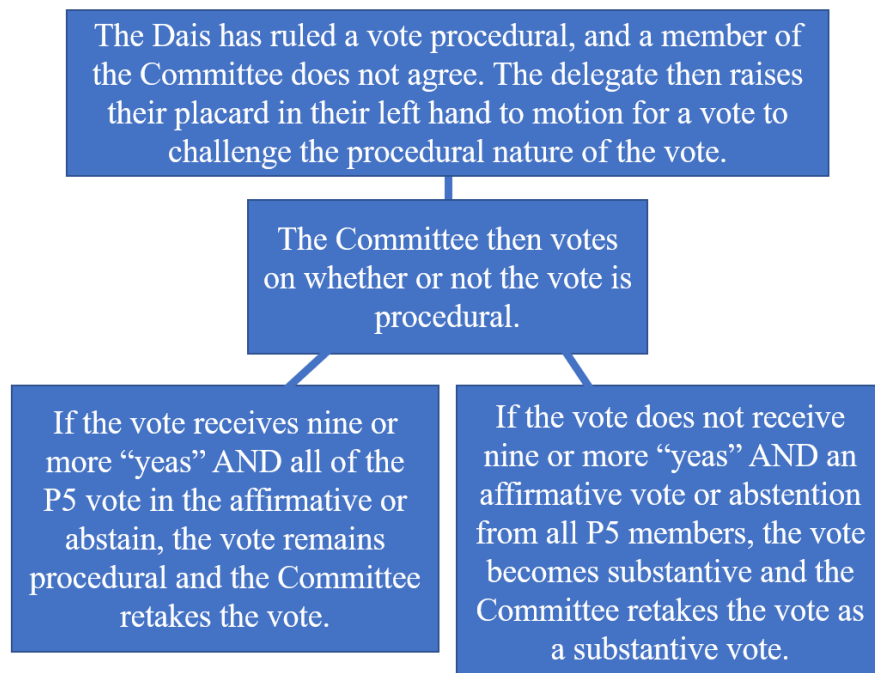 The Dais has ruled a vote procedural, and a member of
the Committee does not agree. The delegate then raises
their placard in their left hand to motion for a vote to
challenge the procedural nature of the vote.
The Committee then votes
on whether or not the vote is
procedural.
If the vote receives nine or
more “yeas” AND all of the
P5 vote in the affirmative or
abstain, the vote remains
procedural and the Committee
retakes the vote.
If the vote does not receive
nine or more “yeas” AND an
affirmative vote or abstention
from all P5 members, the vote
becomes substantive and the
Committee retakes the vote as
a substantive vote.